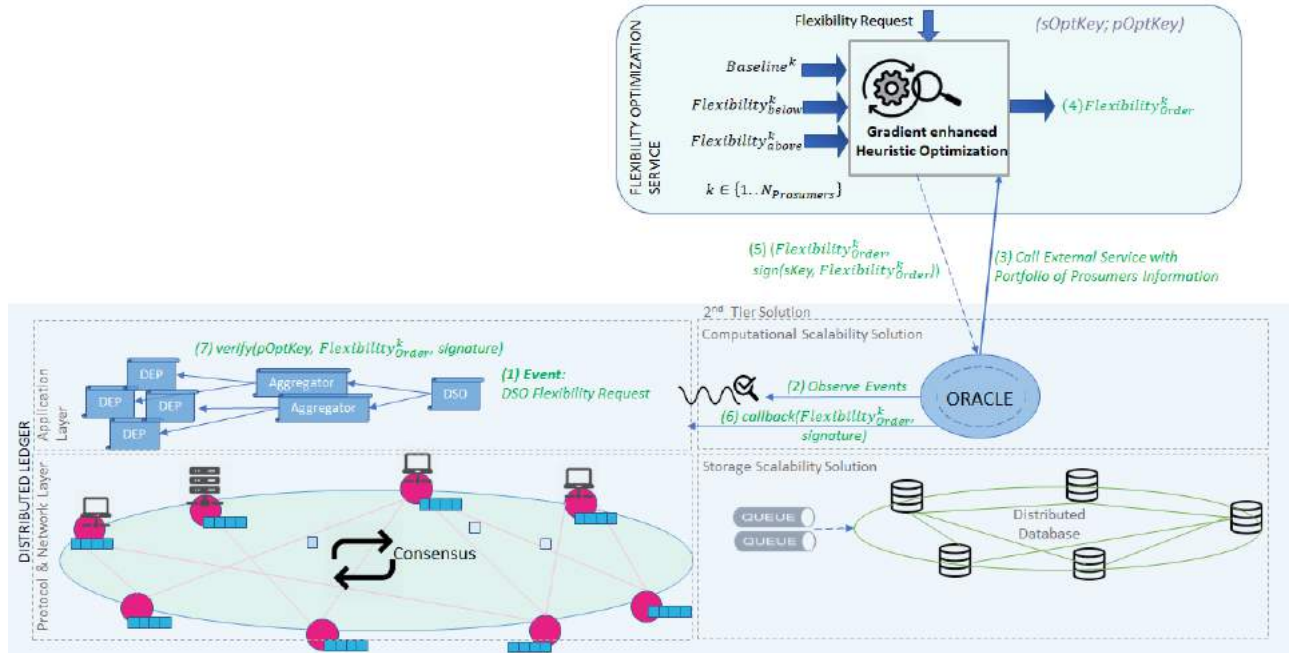 Flexibility Request
(sOptKey; pOptKey)
FLEXIBILITY OPTIMIZATION
SERVICE
Baseline^k
Flexibility^k_below
Flexibility^k_above
k ∈ {1..N_Prosumers}
Gradient enhanced
Heuristic Optimization
(4)Flexibility^k_Order
(5) (Flexibility^k_Order,
sign(sKey, Flexibility^k_Order))
(3) Call External Service with
Portfolio of Prosumers Information
2nd Tier Solution
Computational Scalability Solution
(7) verify(pOptKey, Flexibility^k_Order, signature)
DEP
DEP
DEP
DEP
Aggregator
Aggregator
DSO
(1) Event:
DSO Flexibility Request
(2) Observe Events
(6) callback(Flexibility^k_Order,
signature)
ORACLE
DISTRIBUTED LEDGER
Application
Layer
Protocol & Network Layer
Consensus
Storage Scalability Solution
QUEUE
QUEUE
Distributed
Database